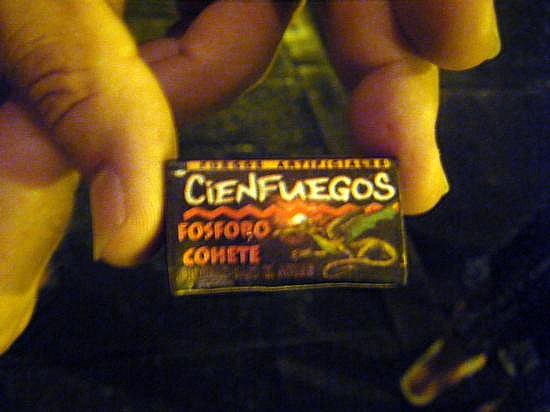 FUEGOS ARTIFICIALES
CIENFUEGOS
FOSFORO
COHETE